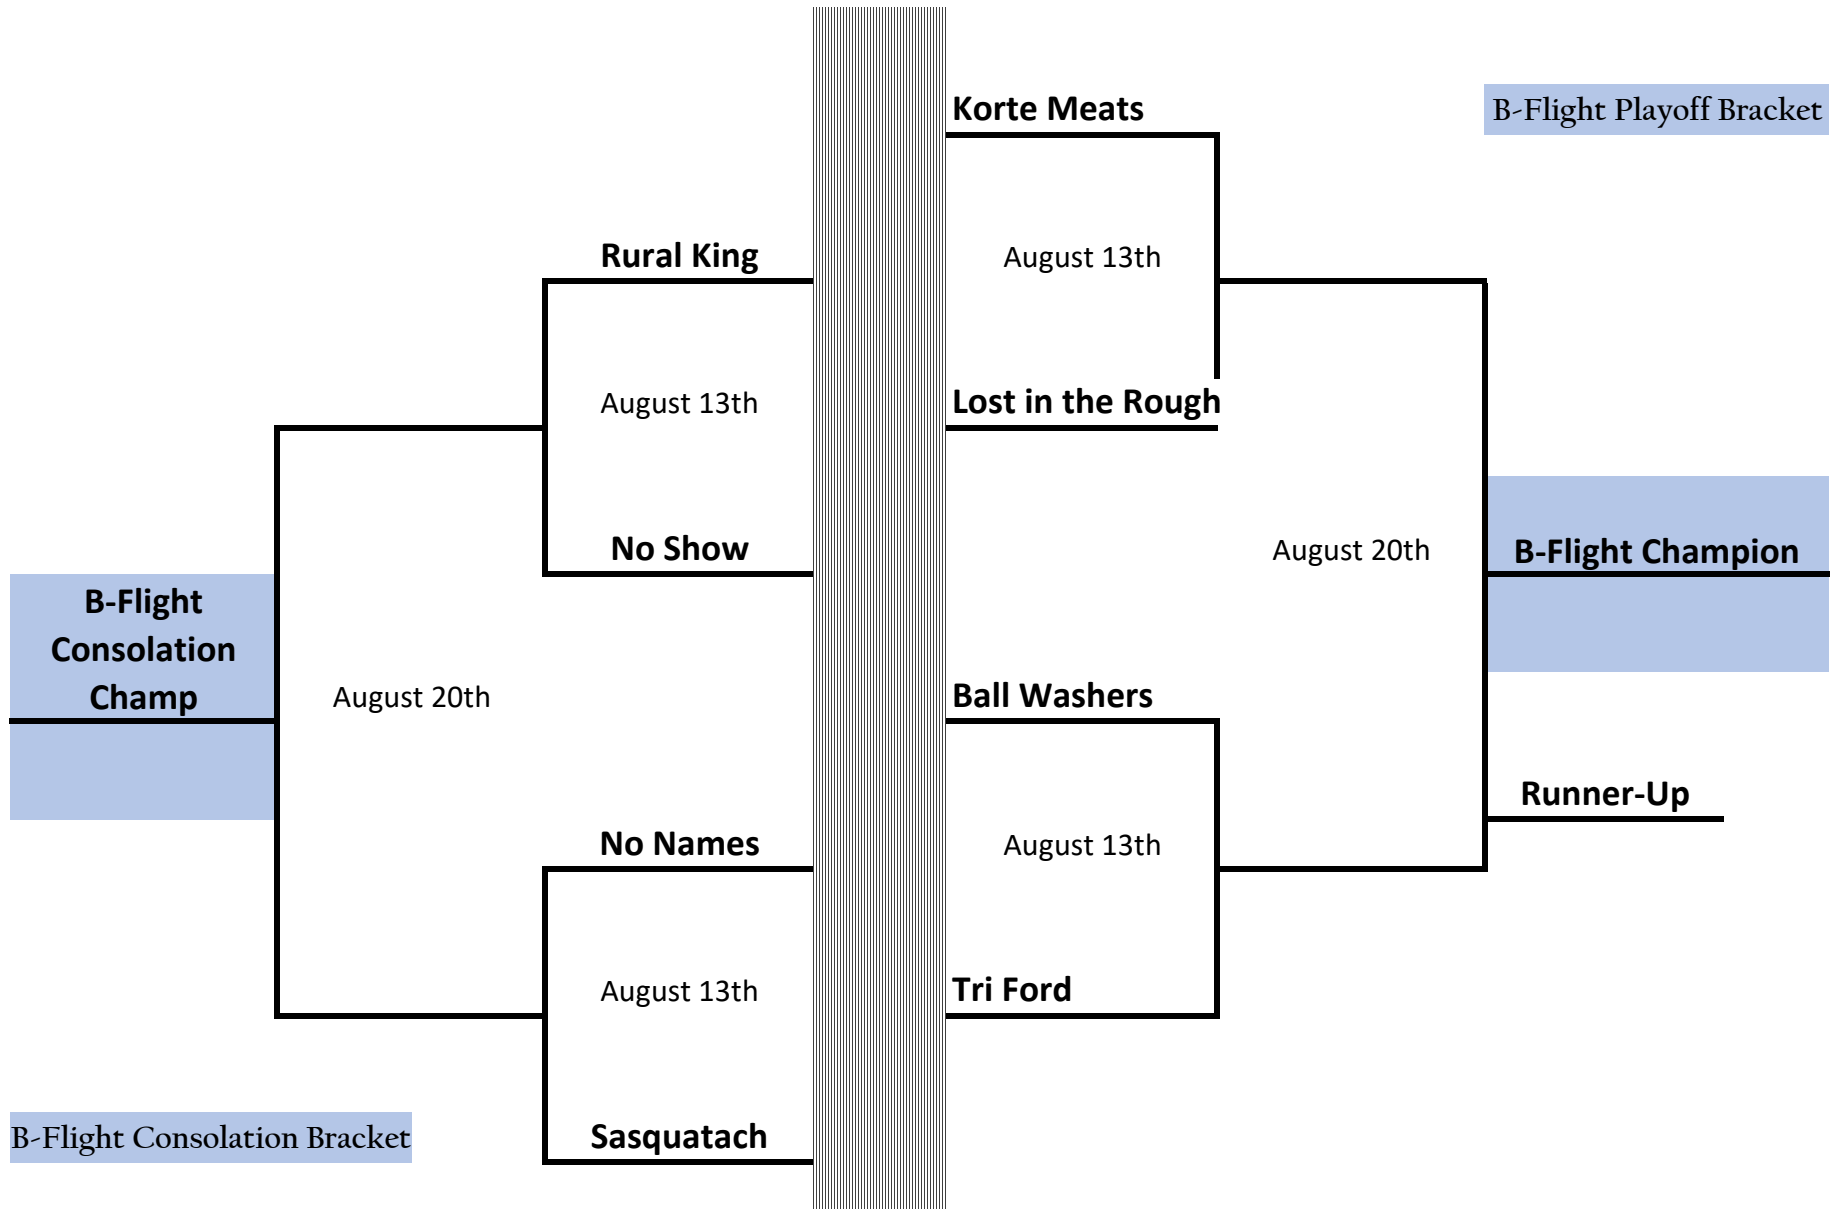 Korte Meats
B-Flight Playoff Bracket
Rural King
August 13th
August 13th
Lost in the Rough
No Show
August 20th
B-Flight Champion
B-Flight
Consolation
Champ
August 20th
Ball Washers
Runner-Up
No Names
August 13th
August 13th
Tri Ford
B-Flight Consolation Bracket
Sasquatach